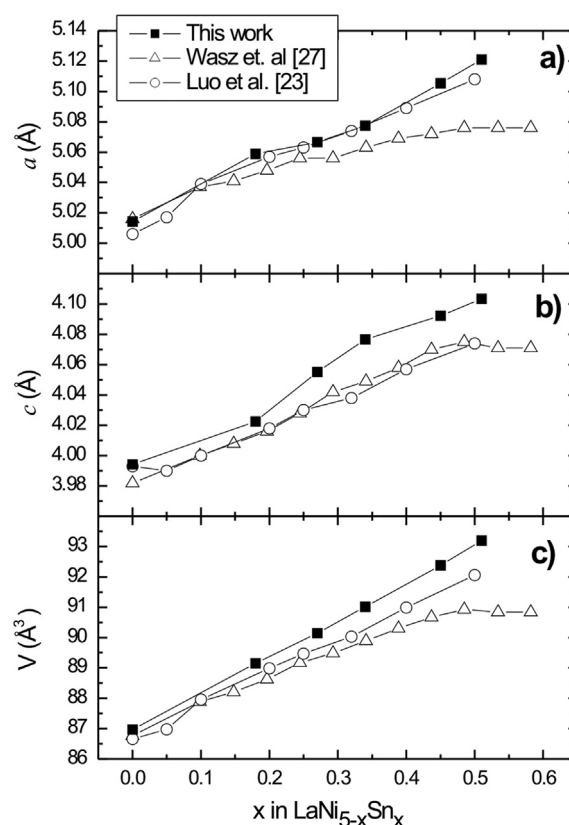 This work
Wasz et. al [27]
Luo et al. [23]
a)
5.14
5.12
5.10
5.08
5.06
5.04
5.02
5.00
a (Å)
b)
4.10
4.08
4.06
4.04
4.02
4.00
3.98
c (Å)
c)
93
92
91
90
89
88
87
86
V (Å³)
0.0 0.1 0.2 0.3 0.4 0.5 0.6
x in LaNi₅₋ₓSnₓ